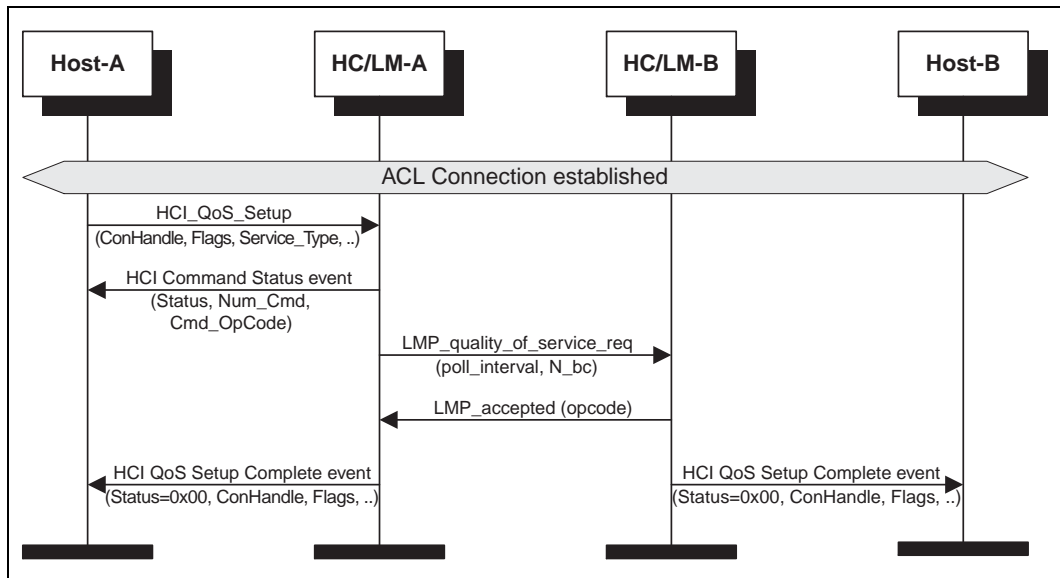 Host-A
HC/LM-A
HC/LM-B
Host-B
ACL Connection established
HCI_QoS_Setup
(ConHandle, Flags, Service_Type, ..)
HCI Command Status event
(Status, Num_Cmd,
Cmd_OpCode)
LMP_quality_of_service_req
(poll_interval, N_bc)
LMP_accepted (opcode)
HCI QoS Setup Complete event
(Status=0x00, ConHandle, Flags, ..)
HCI QoS Setup Complete event
(Status=0x00, ConHandle, Flags, ..)